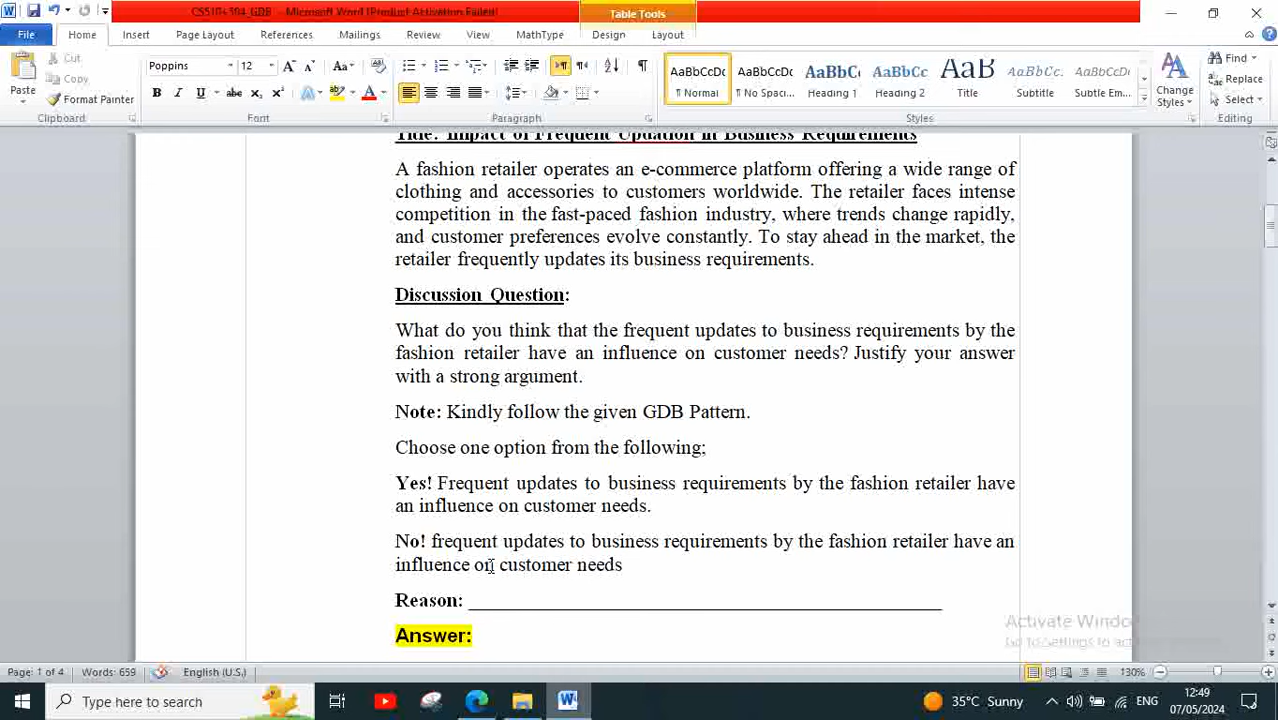 CS510+504_GDB - Microsoft Word (Product Activation Failed)
Table Tools
File
Home
Insert
Page Layout
References
Mailings
Review
View
MathType
Design
Layout
Paste
Cut
Copy
Format Painter
Clipboard
Poppins
12
Font
Paragraph
AaBbCcDc
¶ Normal
AaBbCcDc
¶ No Spaci...
AaBbC
Heading 1
AaBbCc
Heading 2
AaB
Title
AaBbCc.
Subtitle
AaBbCcDc
Subtle Em...
Styles
Change
Styles
Find
Replace
Select
Editing
Title: Impact of Frequent Updation in Business Requirements
A fashion retailer operates an e-commerce platform offering a wide range of
clothing and accessories to customers worldwide. The retailer faces intense
competition in the fast-paced fashion industry, where trends change rapidly,
and customer preferences evolve constantly. To stay ahead in the market, the
retailer frequently updates its business requirements.
Discussion Question:
What do you think that the frequent updates to business requirements by the
fashion retailer have an influence on customer needs? Justify your answer
with a strong argument.
Note: Kindly follow the given GDB Pattern.
Choose one option from the following;
Yes! Frequent updates to business requirements by the fashion retailer have
an influence on customer needs.
No! frequent updates to business requirements by the fashion retailer have an
influence on customer needs
Reason: ____________________
Answer:
Activate Windo
Go to Settings to act
Page: 1 of 4
Words: 659
English (U.S.)
130%
Type here to search
35°C Sunny
ENG
12:49
07/05/2024